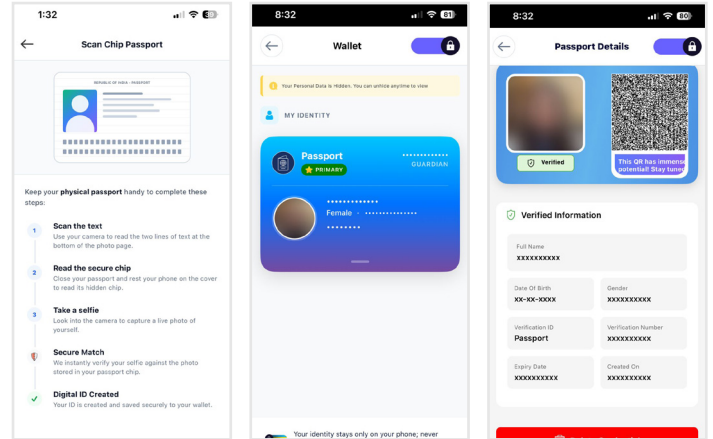 1:32
Scan Chip Passport
REPUBLIC OF INDIA - PASSPORT
Keep your physical passport handy to complete these
steps:
1
Scan the text
Use your camera to read the two lines of text at the
bottom of the photo page.
2
Read the secure chip
Close your passport and rest your phone on the cover
to read its hidden chip.
3
Take a selfie
Look into the camera to capture a live photo of
yourself.
Secure Match
We instantly verify your selfie against the photo
stored in your passport chip.
Digital ID Created
Your ID is created and saved securely to your wallet.
8:32
81
Wallet
Your Personal Data is Hidden. You can unhide anytime to view
MY IDENTITY
Passport
PRIMARY
GUARDIAN
Female
Your identity stays only on your phone; never
8:32
80
Passport Details
Verified
This QR has immense
potential! Stay tuned
Verified Information
Full Name
xxxxxxxxxx
Date Of Birth
xx-xx-xxxx
Gender
xxxxxxxxxx
Verification ID
Passport
Verification Number
xxxxxxxxxx
Expiry Date
xxxxxxxxxx
Created On
xxxxxxxxxx